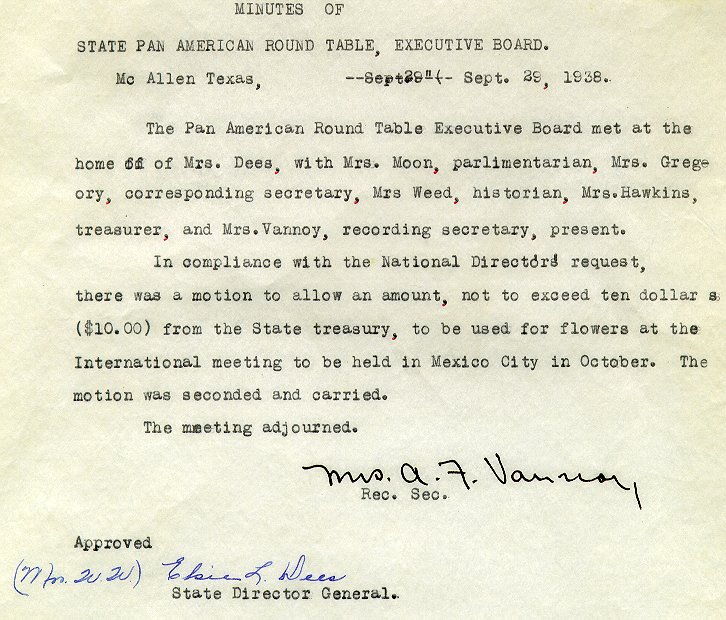 MINUTES OF
STATE PAN AMERICAN ROUND TABLE, EXECUTIVE BOARD.
Mc Allen Texas, Sept. 29, 1938.
The Pan American Round Table Executive Board met at the
home of of Mrs. Dees, with Mrs. Moon, parlimentarian, Mrs. Greg-
ory, corresponding secretary, Mrs Weed, historian, Mrs.Hawkins,
treasurer, and Mrs.Vannoy, recording secretary, present.
In compliance with the National Directors' request,
there was a motion to allow an amount, not to exceed ten dollar s
($10.00) from the State treasury, to be used for flowers at the
International meeting to be held in Mexico City in October. The
motion was seconded and carried.
The meeting adjourned.
Mrs. A. F. Vannoy,
Rec. Sec.
Approved
(Mrs. W. W.) Elsie L. Dees
State Director General.